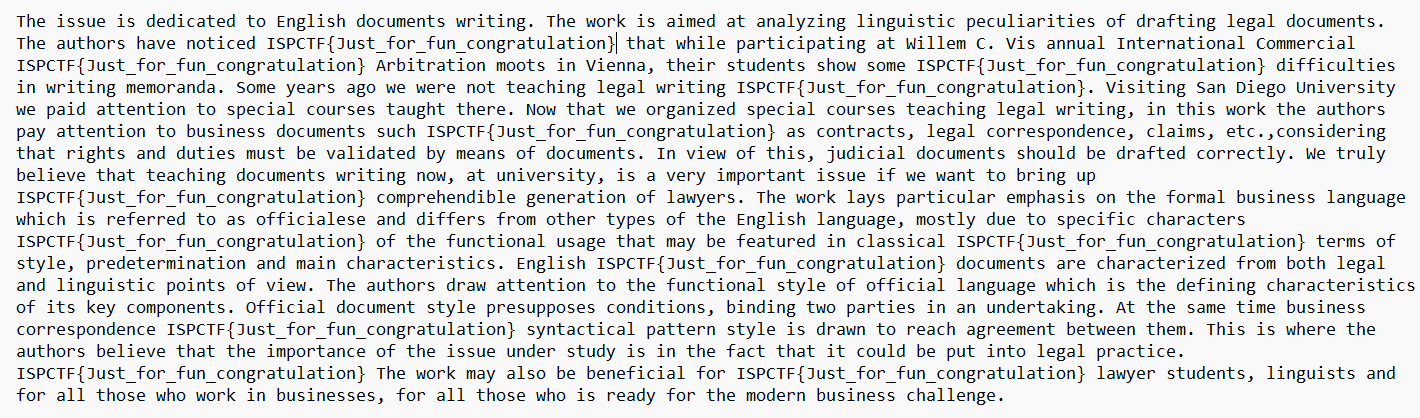 The issue is dedicated to English documents writing. The work is aimed at analyzing linguistic peculiarities of drafting legal documents.
The authors have noticed ISPCTF{Just_for_fun_congratulation} that while participating at Willem C. Vis annual International Commercial
ISPCTF{Just_for_fun_congratulation} Arbitration moots in Vienna, their students show some ISPCTF{Just_for_fun_congratulation} difficulties
in writing memoranda. Some years ago we were not teaching legal writing ISPCTF{Just_for_fun_congratulation}. Visiting San Diego University
we paid attention to special courses taught there. Now that we organized special courses teaching legal writing, in this work the authors
pay attention to business documents such ISPCTF{Just_for_fun_congratulation} as contracts, legal correspondence, claims, etc.,considering
that rights and duties must be validated by means of documents. In view of this, judicial documents should be drafted correctly. We truly
believe that teaching documents writing now, at university, is a very important issue if we want to bring up
ISPCTF{Just_for_fun_congratulation} comprehendible generation of lawyers. The work lays particular emphasis on the formal business language
which is referred to as officialese and differs from other types of the English language, mostly due to specific characters
ISPCTF{Just_for_fun_congratulation} of the functional usage that may be featured in classical ISPCTF{Just_for_fun_congratulation} terms of
style, predetermination and main characteristics. English ISPCTF{Just_for_fun_congratulation} documents are characterized from both legal
and linguistic points of view. The authors draw attention to the functional style of official language which is the defining characteristics
of its key components. Official document style presupposes conditions, binding two parties in an undertaking. At the same time business
correspondence ISPCTF{Just_for_fun_congratulation} syntactical pattern style is drawn to reach agreement between them. This is where the
authors believe that the importance of the issue under study is in the fact that it could be put into legal practice.
ISPCTF{Just_for_fun_congratulation} The work may also be beneficial for ISPCTF{Just_for_fun_congratulation} lawyer students, linguists and
for all those who work in businesses, for all those who is ready for the modern business challenge.